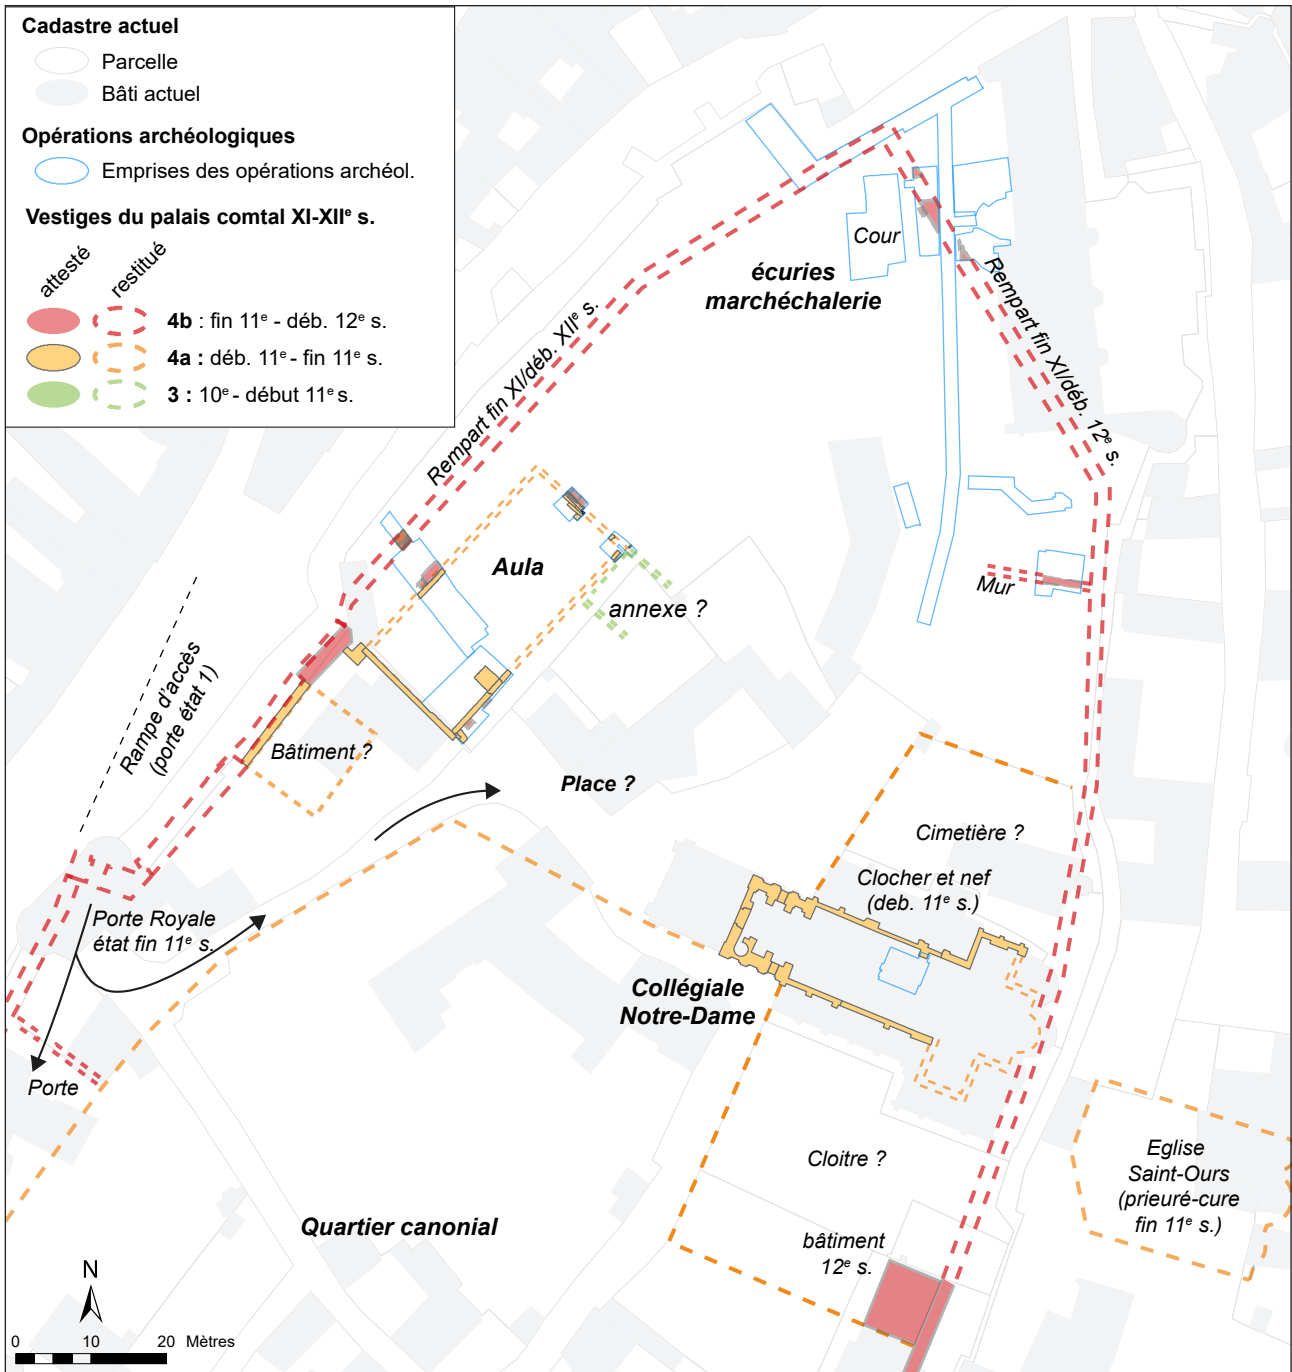 Cadastre actuel
Parcelle
Bâti actuel
Opérations archéologiques
Emprises des opérations archéol.
Vestiges du palais comtal XI-XIIe s.
attesté
restitué
4b : fin 11e - déb. 12e s.
4a : déb. 11e - fin 11e s.
3 : 10e - début 11e s.
Cour
écuries
marchéchalerie
Rempart fin XI/déb. XIIe s.
Rempart fin XI/déb. 12e s.
Aula
annexe ?
Mur
Rampe d'accès
(porte état 1)
Bâtiment ?
Place ?
Cimetière ?
Clocher et nef
(deb. 11e s.)
Porte Royale
état fin 11e s.
Collégiale
Notre-Dame
Porte
Cloitre ?
Eglise
Saint-Ours
(prieuré-cure
fin 11e s.)
Quartier canonial
bâtiment
12e s.
N
0 10 20 Mètres